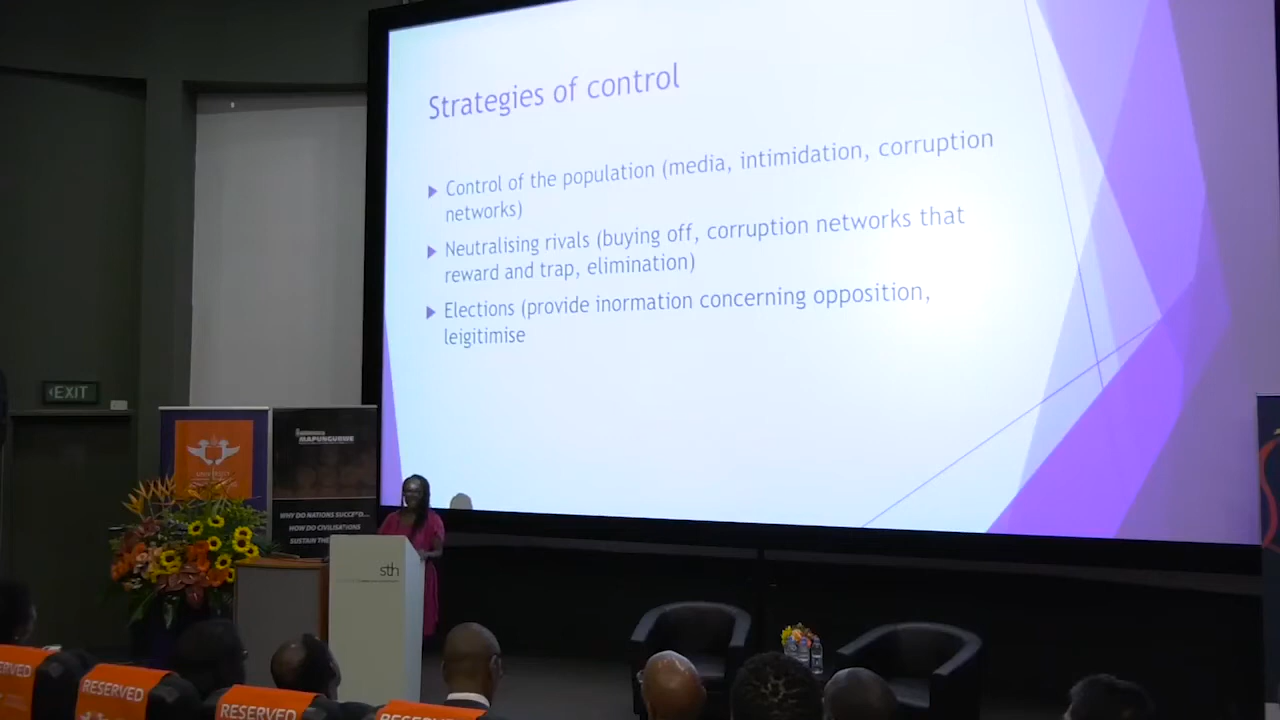 Strategies of control
Control of the population (media, intimidation, corruption
networks)
Neutralising rivals (buying off, corruption networks that
reward and trap, elimination)
Elections (provide inormation concerning opposition,
leigitimise
EXIT
MAPUNGUBWE
WHY DO NATIONS SUCCEED...
HOW DO CIVILISATIONS
SUSTAIN
sth
RESERVED
RESERVED
RESERVED
RESERVED